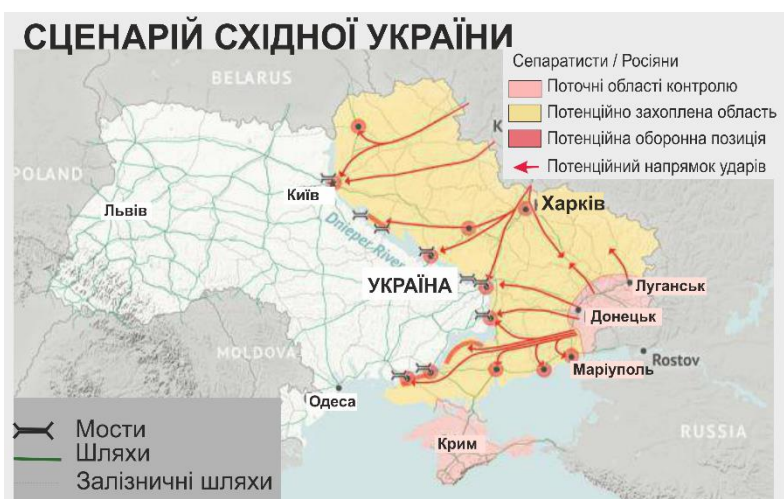 СЦЕНАРІЙ СХІДНОЇ УКРАЇНИ
Сепаратисти / Росіяни
Поточні області контролю
Потенційно захоплена область
Потенційна оборонна позиція
Потенційний напрямок ударів
BELARUS
POLAND
Київ
Львів
Харків
Dnieper River
УКРАЇНА
Луганськ
Донецьк
MOLDOVA
Rostov
Маріуполь
Одеса
RUSSIA
Крим
Мости
Шляхи
Залізничні шляхи